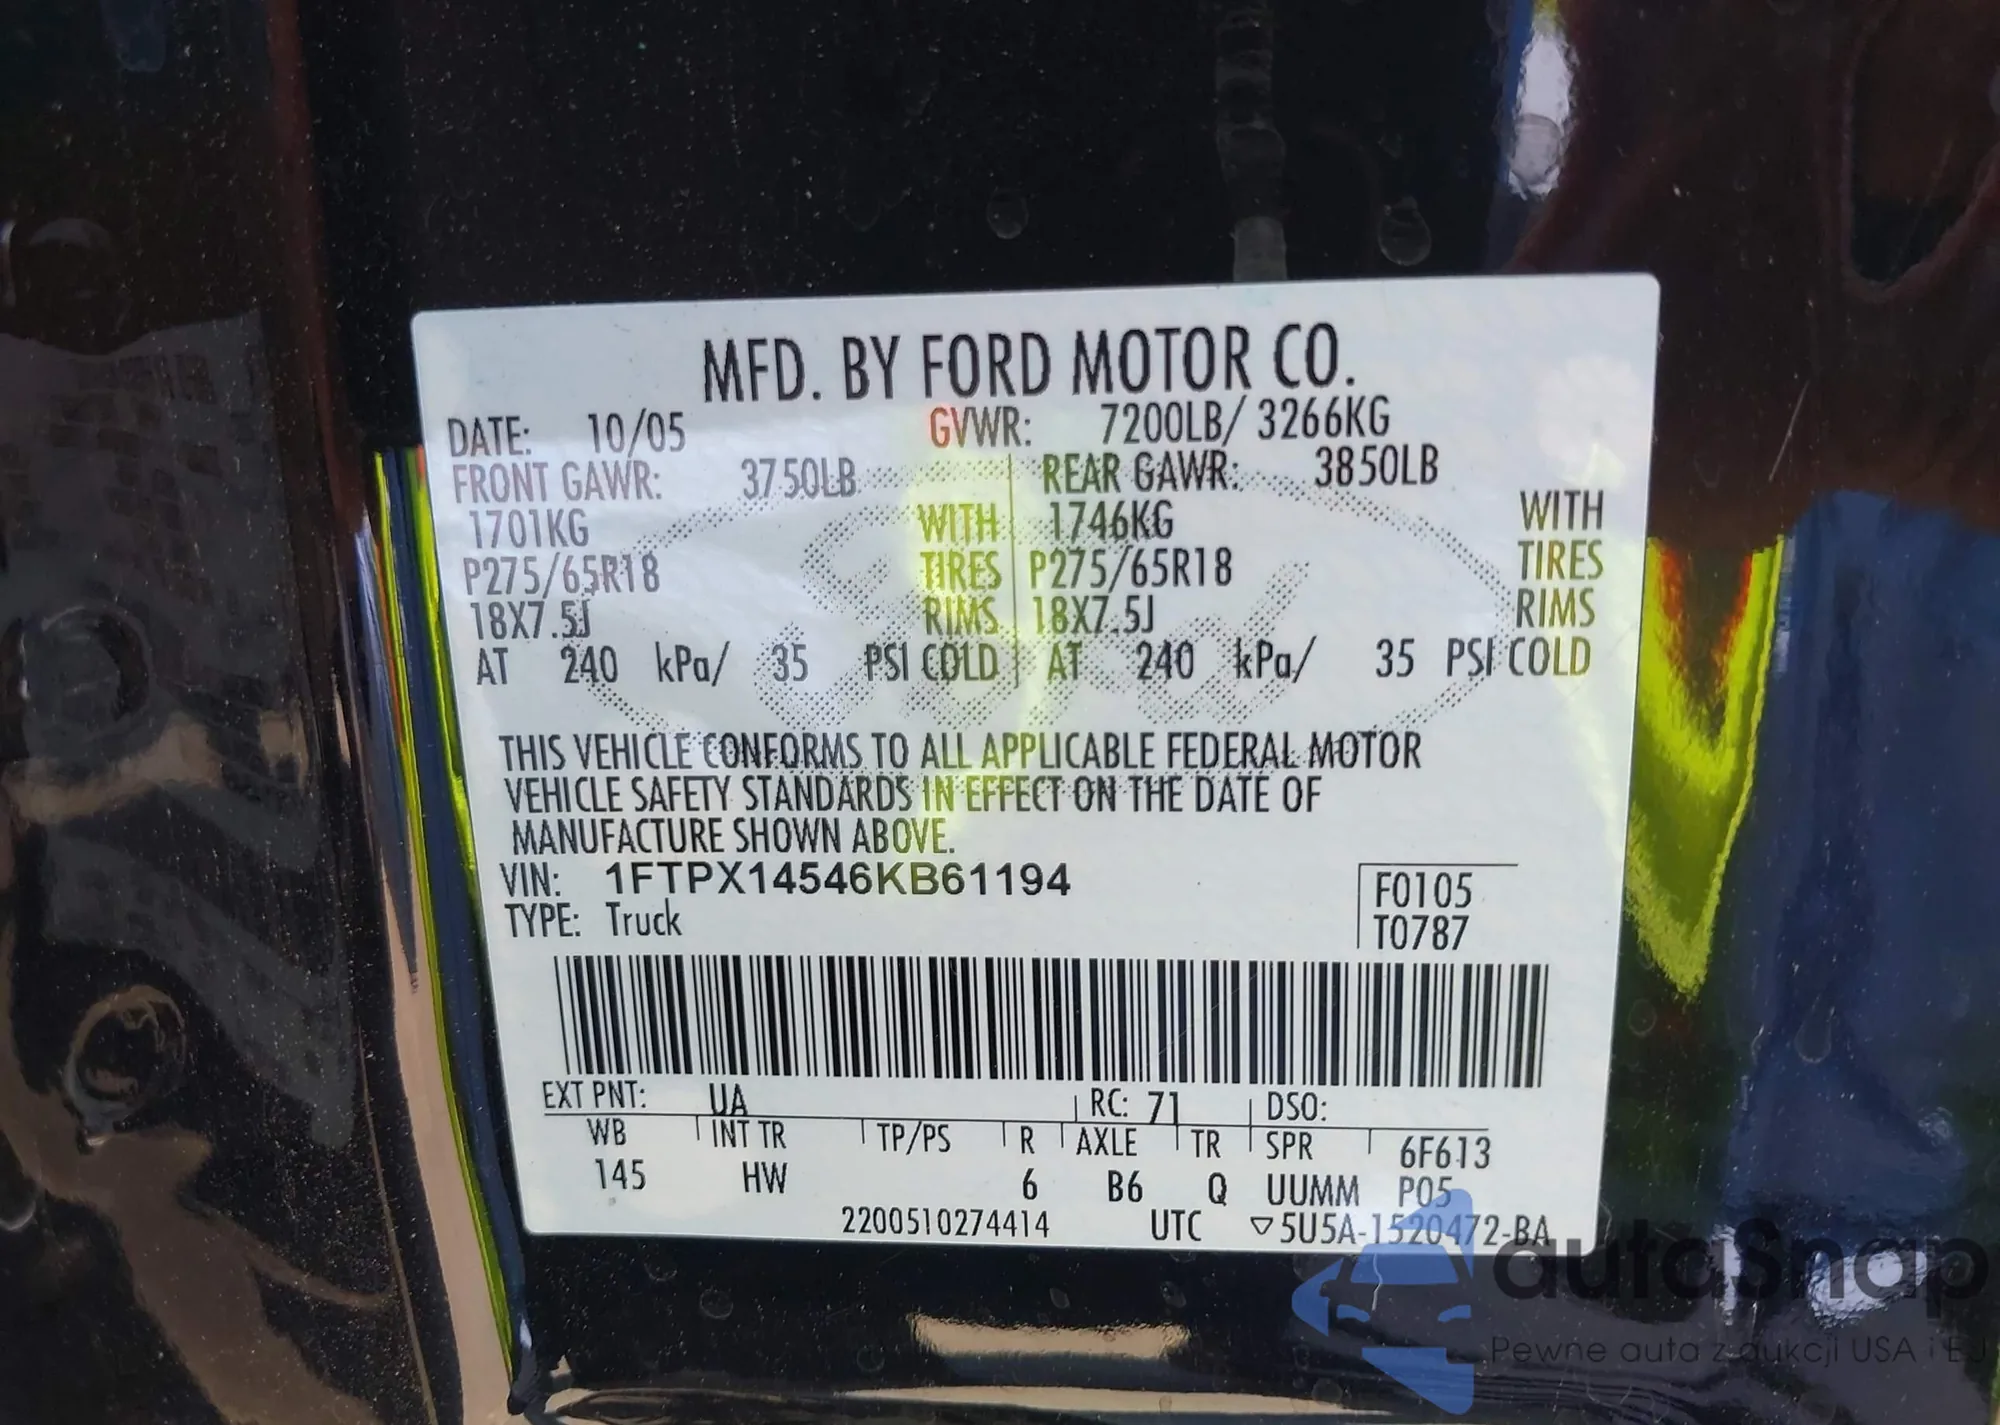 MFD. BY FORD MOTOR CO.
DATE: 10/05 GVWR: 7200LB/ 3266KG
FRONT GAWR: 3750LB REAR GAWR: 3850LB
1701KG WITH 1746KG WITH
P275/65R18 TIRES P275/65R18 TIRES
18X7.5J RIMS 18X7.5J RIMS
AT 240 kPa/ 35 PSI COLD AT 240 kPa/ 35 PSI COLD
THIS VEHICLE CONFORMS TO ALL APPLICABLE FEDERAL MOTOR
VEHICLE SAFETY STANDARDS IN EFFECT ON THE DATE OF
MANUFACTURE SHOWN ABOVE.
VIN: 1FTPX14546KB61194 F0105
TYPE: Truck T0787
EXT PNT: UA RC: 71 DSO:
WB INT TR TP/PS R AXLE TR SPR 6F613
145 HW 6 B6 Q UUMM P05
2200510274414 UTC ▽5U5A-1520472-BA
autoSnap
Pewne auta z aukcji USA i EU